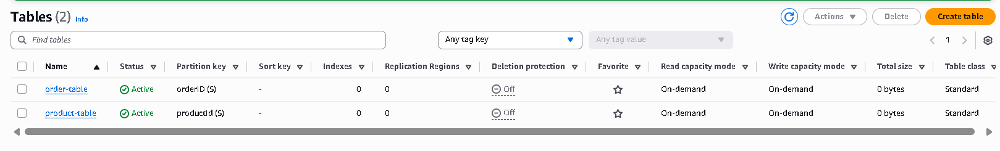 Tables (2) Info Actions Delete Create table
Find tables Any tag key Any tag value 1
Name Status Partition key Sort key Indexes Replication Regions Deletion protection Favorite Read capacity mode Write capacity mode Total size Table class
order-table Active orderID (S) - 0 0 Off On-demand On-demand 0 bytes Standard
product-table Active productId (S) - 0 0 Off On-demand On-demand 0 bytes Standard